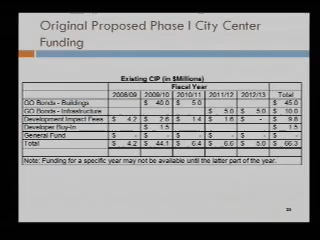 Original Proposed Phase I City Center
Funding
Existing CIP (in $Millions)
Fiscal Year
2008/09 2009/10 2010/11 2011/12 2012/13 Total
GO Bonds - Buildings $ 40.0 $ 5.0 $ 45.0
GO Bonds - Infrastructure $ 5.0 $ 5.0 $ 10.0
Development Impact Fees $ 4.2 $ 2.6 $ 1.4 $ 1.6 $ - $ 9.8
Developer Buy-In $ 1.5 $ 1.5
General Fund $ - $ - $ - $ - $ - $ -
Total $ 4.2 $ 44.1 $ 6.4 $ 6.6 $ 5.0 $ 66.3
Note: Funding for a specific year may not be available until the latter part of the year.